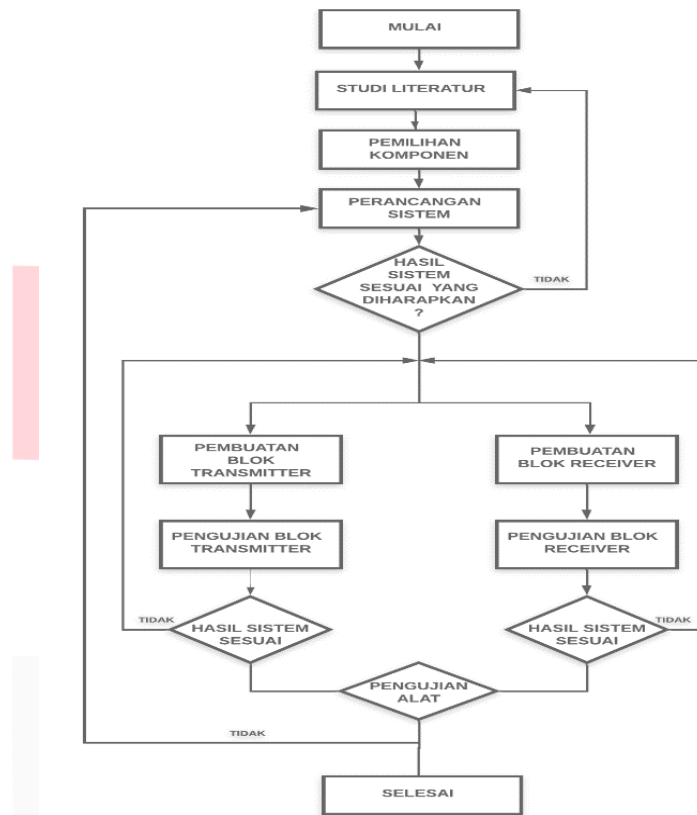 MULAI
STUDI LITERATUR
PEMILIHAN
KOMPONEN
PERANCANGAN
SISTEM
HASIL
SISTEM
SESUAI YANG
DIHARAPKAN
?
TIDAK
PEMBUATAN
BLOK
TRANSMITTER
PEMBUATAN
BLOK RECEIVER
PENGUJIAN BLOK
TRANSMITTER
PENGUJIAN BLOK
RECEIVER
TIDAK
HASIL SISTEM
SESUAI
HASIL SISTEM
SESUAI
TIDAK
PENGUJIAN
ALAT
TIDAK
SELESAI